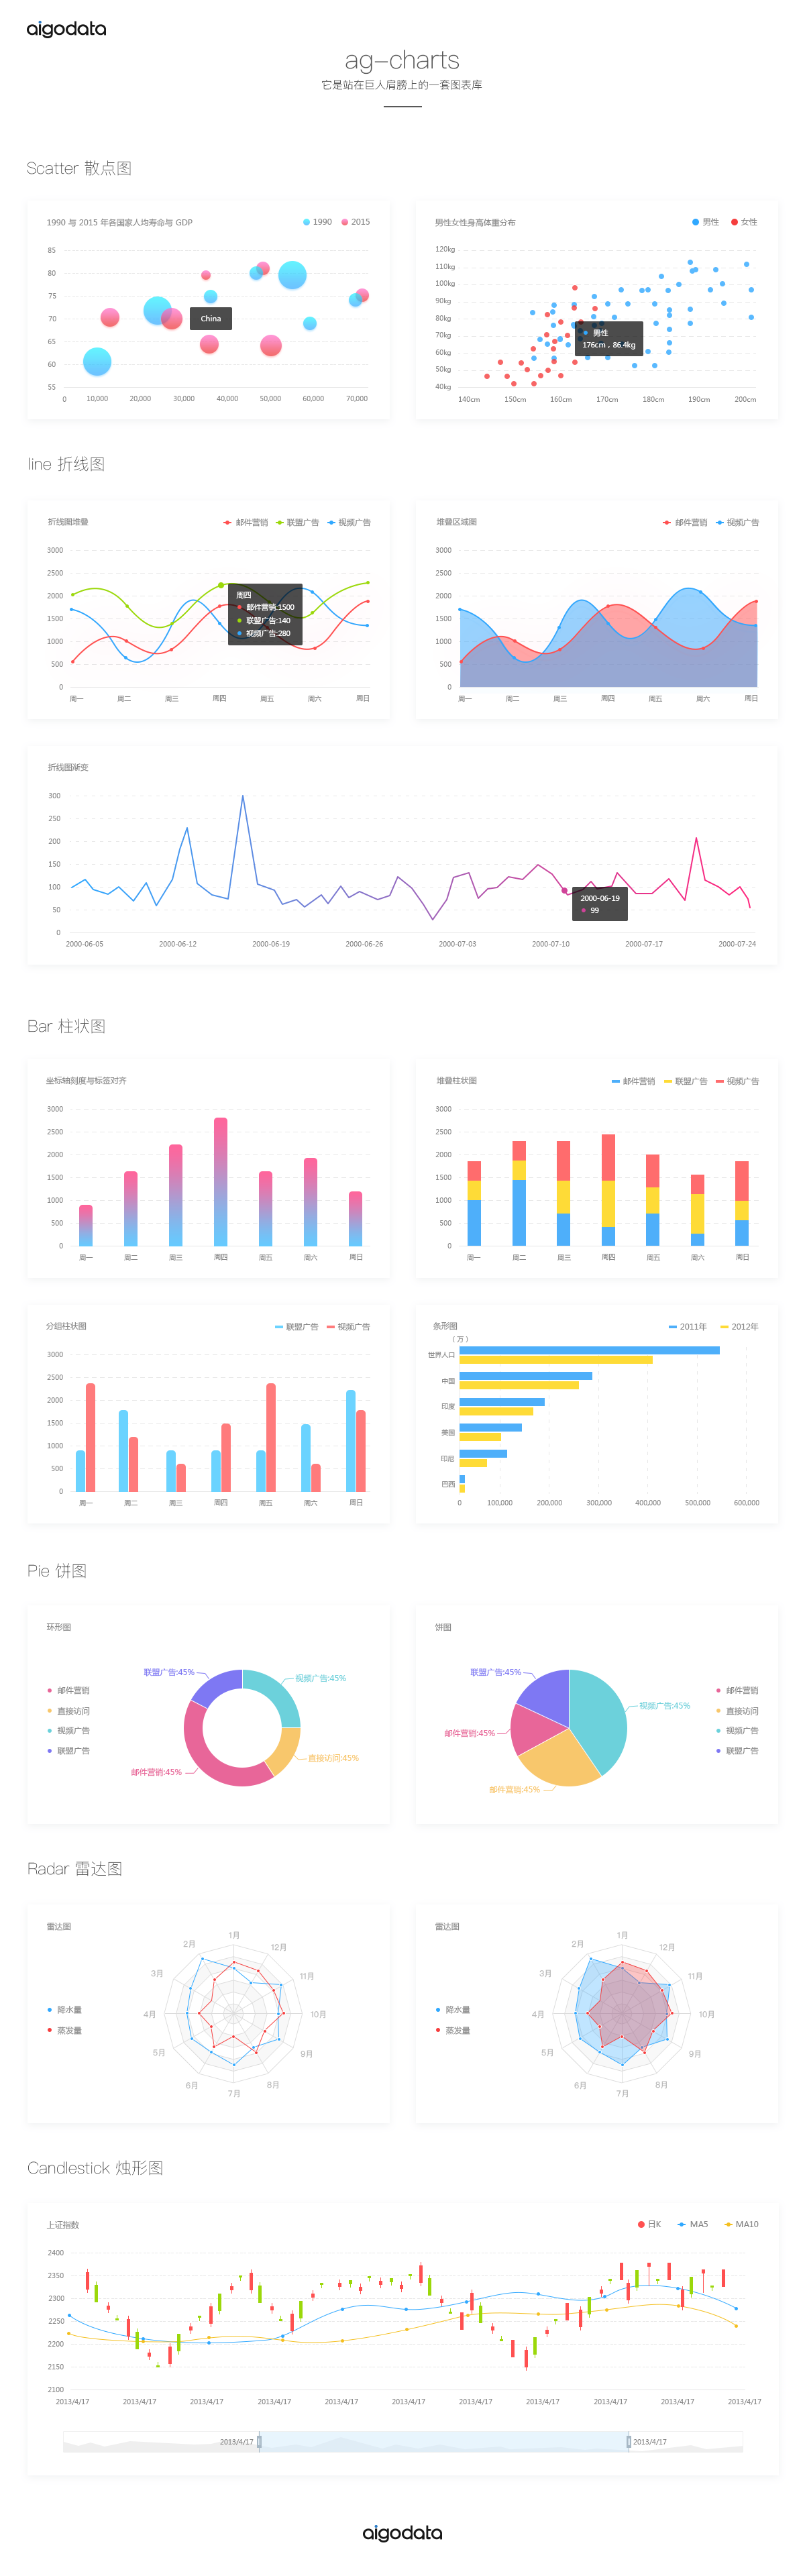 aigodata
ag-charts
它是站在巨人肩膀上的一套图表库
Scatter 散点图
1990 与 2015 年各国家人均寿命与 GDP
1990 2015
85
80
75
70
65
60
55
China
0 10,000 20,000 30,000 40,000 50,000 60,000 70,000
男性女性身高体重分布
男性 女性
120kg
110kg
100kg
90kg
80kg
70kg
60kg
50kg
40kg
男性
176cm , 86.4kg
140cm 150cm 160cm 170cm 180cm 190cm 200cm
line 折线图
折线图堆叠
邮件营销 联盟广告 视频广告
3000
2500
2000
1500
1000
500
0
周四
邮件营销:1500
联盟广告:140
视频广告:280
周一 周二 周三 周四 周五 周六 周日
堆叠区域图
邮件营销 视频广告
3000
2500
2000
1500
1000
500
0
周一 周二 周三 周四 周五 周六 周日
折线图渐变
300
250
200
150
100
50
0
2000-06-19
99
2000-06-05 2000-06-12 2000-06-19 2000-06-26 2000-07-03 2000-07-10 2000-07-17 2000-07-24
Bar 柱状图
坐标轴刻度与标签对齐
3000
2500
2000
1500
1000
500
0
周一 周二 周三 周四 周五 周六 周日
堆叠柱状图
邮件营销 联盟广告 视频广告
3000
2500
2000
1500
1000
500
0
周一 周二 周三 周四 周五 周六 周日
分组柱状图
联盟广告 视频广告
3000
2500
2000
1500
1000
500
0
周一 周二 周三 周四 周五 周六 周日
条形图
2011年 2012年
（万）
世界人口
中国
印度
美国
印尼
巴西
0 100,000 200,000 300,000 400,000 500,000 600,000
Pie 饼图
环形图
邮件营销
直接访问
视频广告
联盟广告
联盟广告:45%
视频广告:45%
直接访问:45%
邮件营销:45%
饼图
联盟广告:45%
视频广告:45%
邮件营销:45%
邮件营销:45%
邮件营销
直接访问
视频广告
联盟广告
Radar 雷达图
雷达图
降水量
蒸发量
1月
2月
3月
4月
5月
6月
7月
8月
9月
10月
11月
12月
雷达图
降水量
蒸发量
1月
2月
3月
4月
5月
6月
7月
8月
9月
10月
11月
12月
Candlestick 烛形图
上证指数
日K MA5 MA10
2400
2350
2300
2250
2200
2150
2100
2013/4/17 2013/4/17 2013/4/17 2013/4/17 2013/4/17 2013/4/17 2013/4/17 2013/4/17 2013/4/17 2013/4/17 2013/4/17
2013/4/17 2013/4/17
aigodata